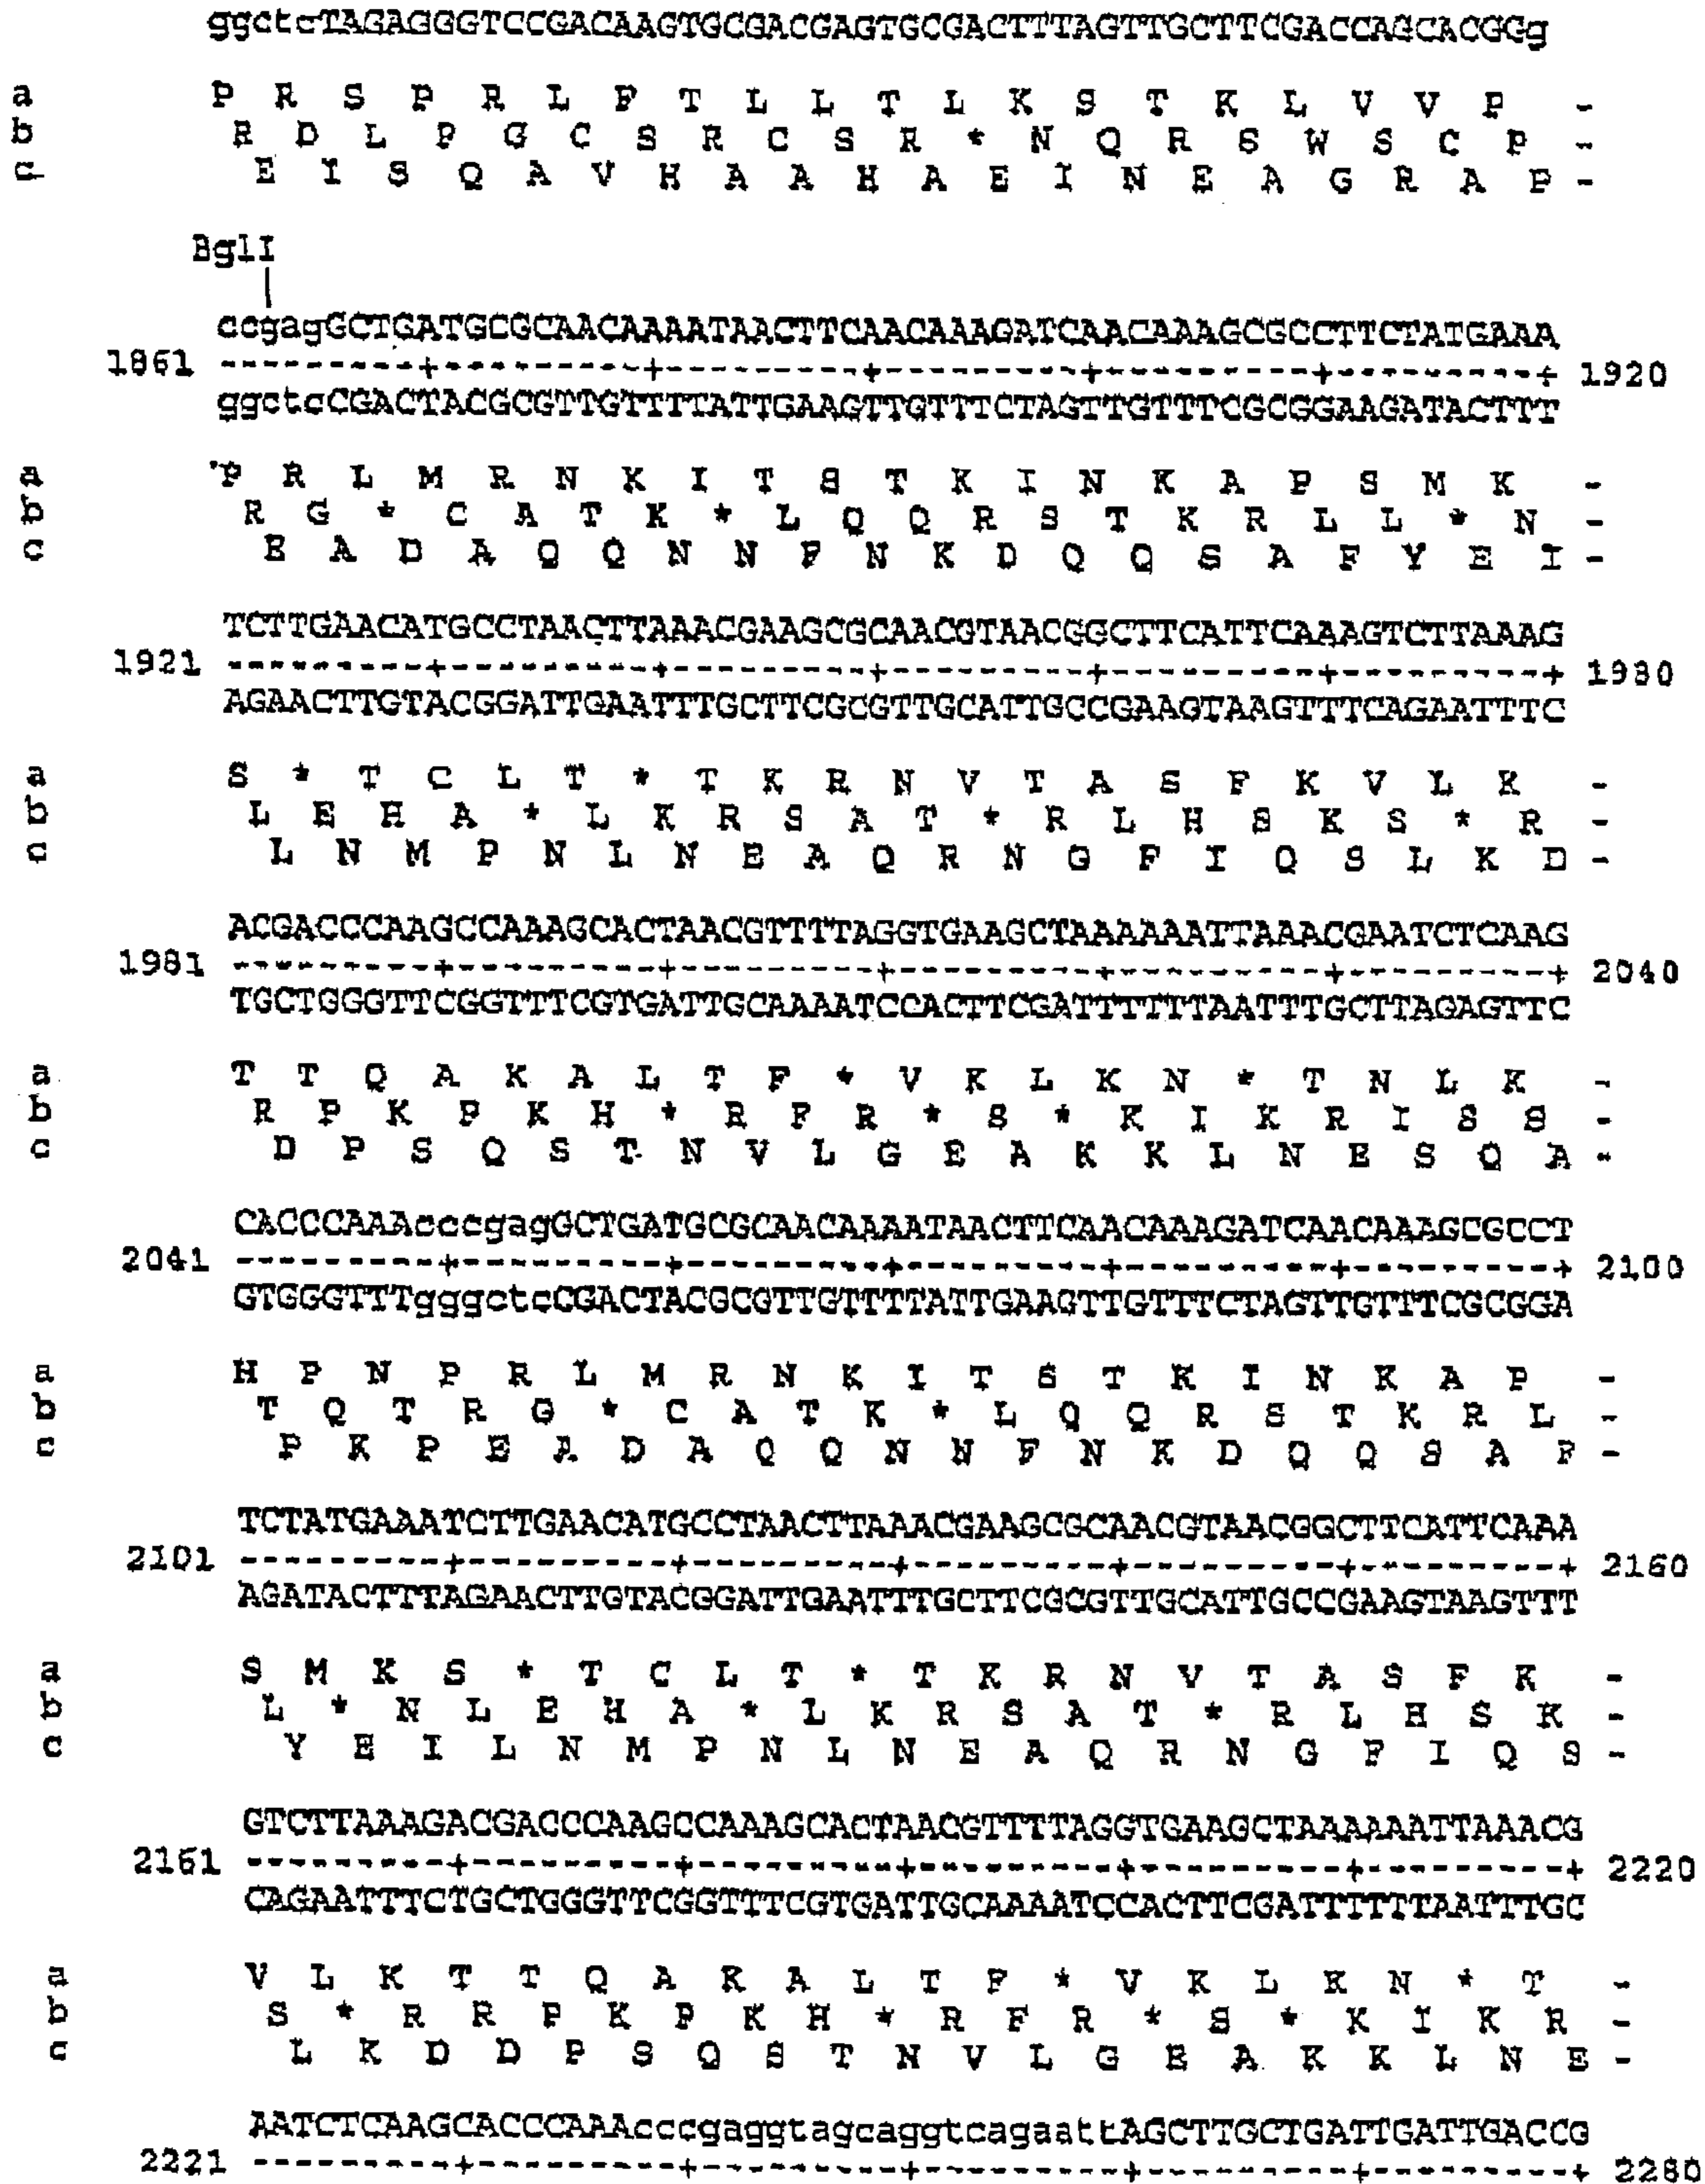 ggctcTAGAGGGTCCGACAAGTGCGACGAGTGCGACTTTAGTTGCTTCGACCAGCACGGg
a P R S P R L F T L L T L K S T K L V V P -
b R D L P G C S R C S R * N Q R S W S C P -
c E I S Q A V H A A H A E I N E A G R A P -
BglI
ccgagGCTGATGCGCAACAAAATAACTTCAACAAAGATCAACAAAGCGCCTTCTATGAAA
1861 ---------+---------+---------+---------+---------+---------+ 1920
ggctcCGACTACGCGTTGTTTTATTGAAGTTGTTTCTAGTTGTTTCGCGGAAGATACTTT
a P R L M R N K I T S T K I N K A P S M K -
b R G * C A T K * L Q Q R S T K R L L * N -
c E A D A Q Q N N F N K D Q Q S A F Y E I -
TCTTGAACATGCCTAACTTAAACGAAGCGCAACGTAACGGCTTCATTCAAAGTCTTAAAG
1921 ---------+---------+---------+---------+---------+---------+ 1980
AGAACTTGTACGGATTGAATTTGCTTCGCGTTGCATTGCCGAAGTAAGTTTCAGAATTTC
a S * T C L T * T K R N V T A S F K V L K -
b L E H A * L K R S A T * R L H S K S * R -
c L N M P N L N E A Q R N G F I Q S L K D -
ACGACCCAAGCCAAAGCACTAACGTTTTAGGTGAAGCTAAAAAATTAAACGAATCTCAAG
1981 ---------+---------+---------+---------+---------+---------+ 2040
TGCTGGGTTCGGTTTCGTGATTGCAAAATCCACTTCGATTTTTTAATTTGCTTAGAGTTC
a T T Q A K A L T F * V K L K N * T N L K -
b R P K P K H * R F R * S * K I K R I S S -
c D P S Q S T N V L G E A K K L N E S Q A -
CACCCAAAcccgagGCTGATGCGCAACAAAATAACTTCAACAAAGATCAACAAAGCGCCT
2041 ---------+---------+---------+---------+---------+---------+ 2100
GTGGGTTTgggctcCGACTACGCGTTGTTTTATTGAAGTTGTTTCTAGTTGTTTCGCGGA
a H P N P R L M R N K I T S T K I N K A P -
b T Q T R G * C A T K * L Q Q R S T K R L -
c P K P E A D A Q Q N N F N K D Q Q S A F -
TCTATGAAATCTTGAACATGCCTAACTTAAACGAAGCGCAACGTAACGGCTTCATTCAAA
2101 ---------+---------+---------+---------+---------+---------+ 2160
AGATACTTTAGAACTTGTACGGATTGAATTTGCTTCGCGTTGCATTGCCGAAGTAAGTTT
a S M K S * T C L T * T K R N V T A S F K -
b L * N L E H A * L K R S A T * R L H S K -
c Y E I L N M P N L N E A Q R N G F I Q S -
GTCTTAAAGACGACCCAAGCCAAAGCACTAACGTTTTAGGTGAAGCTAAAAAATTAAACG
2161 ---------+---------+---------+---------+---------+---------+ 2220
CAGAATTTCTGCTGGGTTCGGTTTCGTGATTGCAAAATCCACTTCGATTTTTTAATTTGC
a V L K T T Q A K A L T F * V K L K N * T -
b S * R R P K P K H * R F R * S * K I K R -
c L K D D P S Q S T N V L G E A K K L N E -
AATCTCAAGCACCCAAAcccgaggtagcaggtcagaattAGCTTGCTGATTGATTGACCG
2221 ---------+---------+---------+---------+---------+---------+ 2280